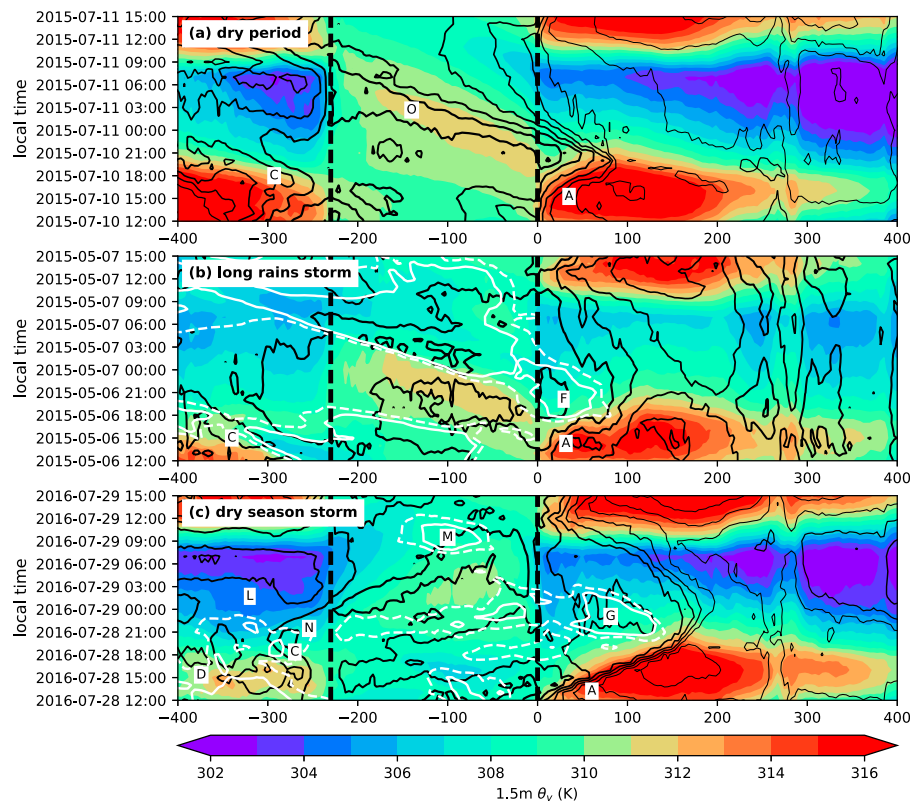 (a) dry period
2015-07-11 15:00
2015-07-11 12:00
2015-07-11 09:00
2015-07-11 06:00
2015-07-11 03:00
2015-07-11 00:00
2015-07-10 21:00
2015-07-10 18:00
2015-07-10 15:00
2015-07-10 12:00
local time
O
C
A
−400 −300 −200 −100 0 100 200 300 400
(b) long rains storm
2015-05-07 15:00
2015-05-07 12:00
2015-05-07 09:00
2015-05-07 06:00
2015-05-07 03:00
2015-05-07 00:00
2015-05-06 21:00
2015-05-06 18:00
2015-05-06 15:00
2015-05-06 12:00
local time
F
C
A
−400 −300 −200 −100 0 100 200 300 400
(c) dry season storm
2016-07-29 15:00
2016-07-29 12:00
2016-07-29 09:00
2016-07-29 06:00
2016-07-29 03:00
2016-07-29 00:00
2016-07-28 21:00
2016-07-28 18:00
2016-07-28 15:00
2016-07-28 12:00
local time
M
L
G
N
C
D
A
−400 −300 −200 −100 0 100 200 300 400
302 304 306 308 310 312 314 316
1.5m θv (K)